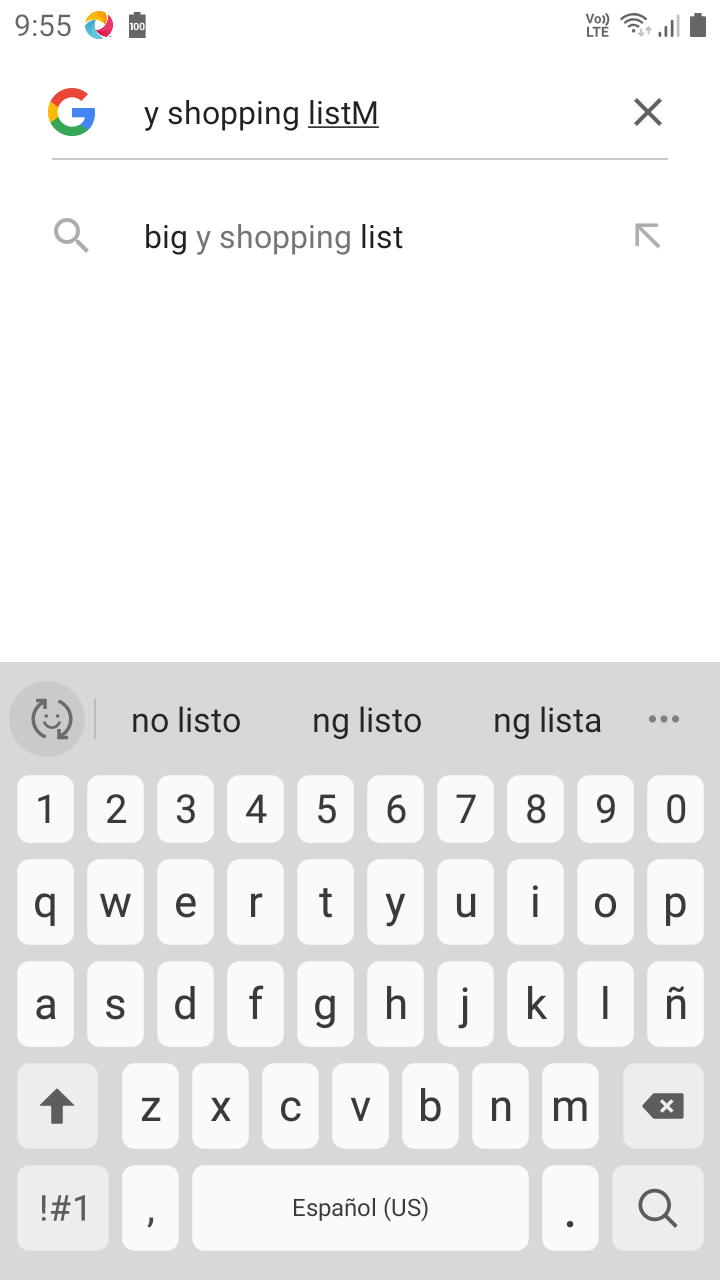 9:55 100 Vo)) LTE
y shopping listM
big y shopping list
no listo ng listo ng lista
1 2 3 4 5 6 7 8 9 0
q w e r t y u i o p
a s d f g h j k l ñ
z x c v b n m
!#1 , Español (US) .